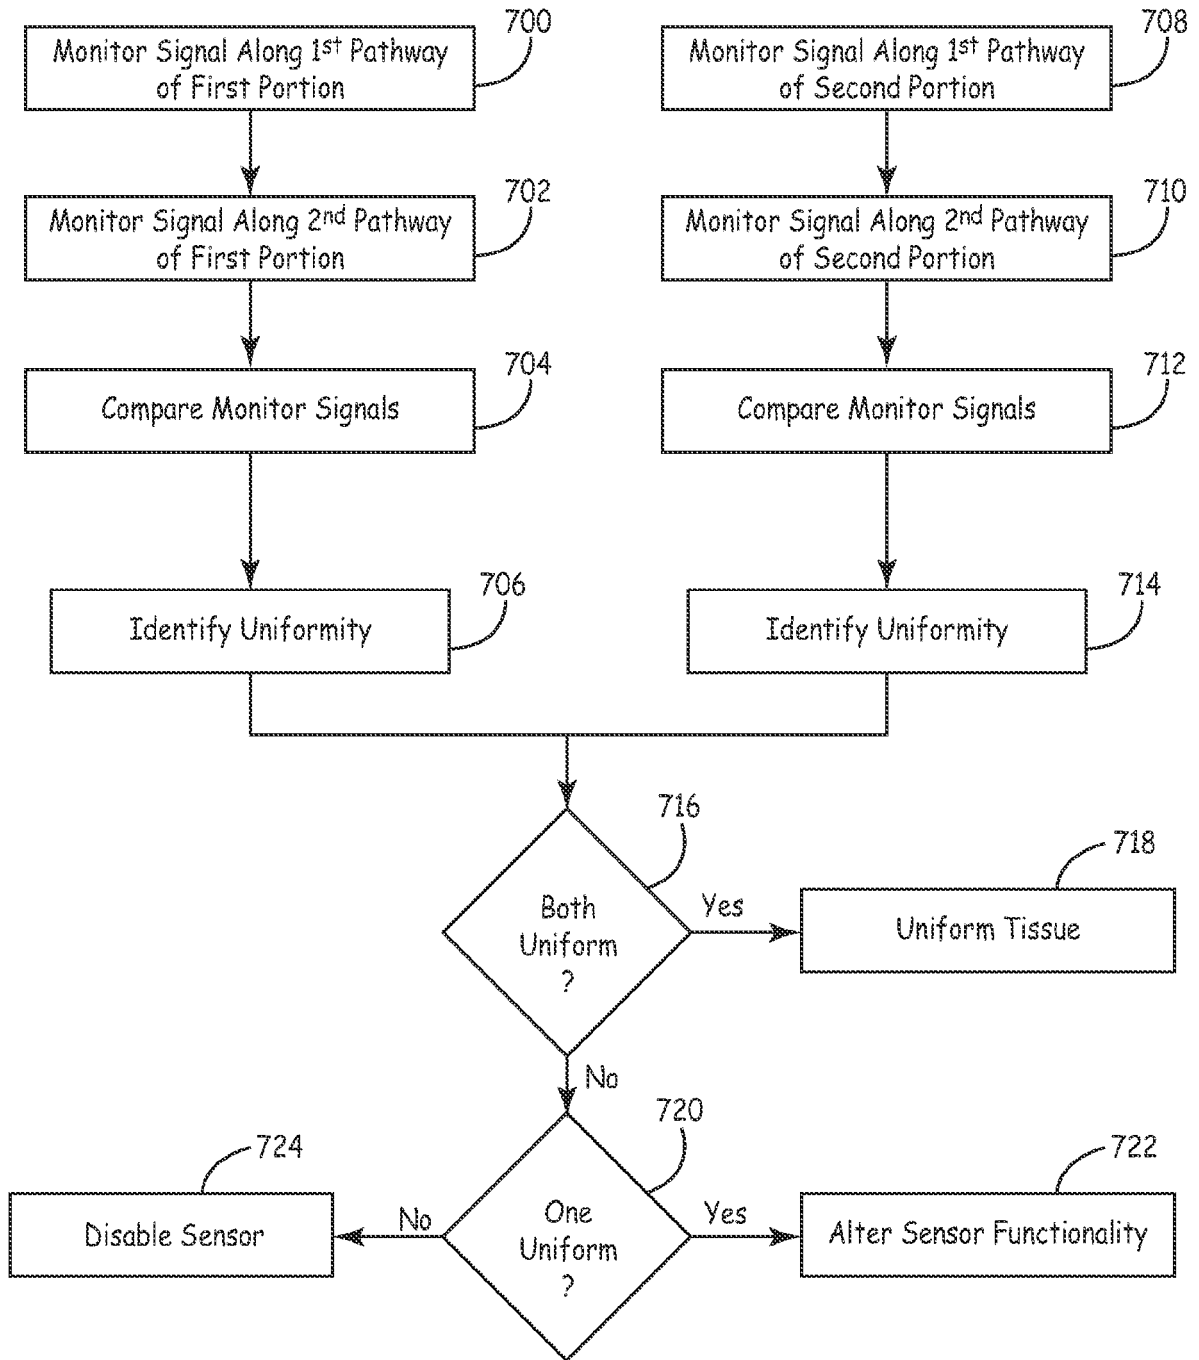 700
Monitor Signal Along 1st Pathway
of First Portion
702
Monitor Signal Along 2nd Pathway
of First Portion
704
Compare Monitor Signals
706
Identify Uniformity
708
Monitor Signal Along 1st Pathway
of Second Portion
710
Monitor Signal Along 2nd Pathway
of Second Portion
712
Compare Monitor Signals
714
Identify Uniformity
716
Both
Uniform
?
Yes
718
Uniform Tissue
No
720
One
Uniform
?
Yes
722
Alter Sensor Functionality
No
724
Disable Sensor